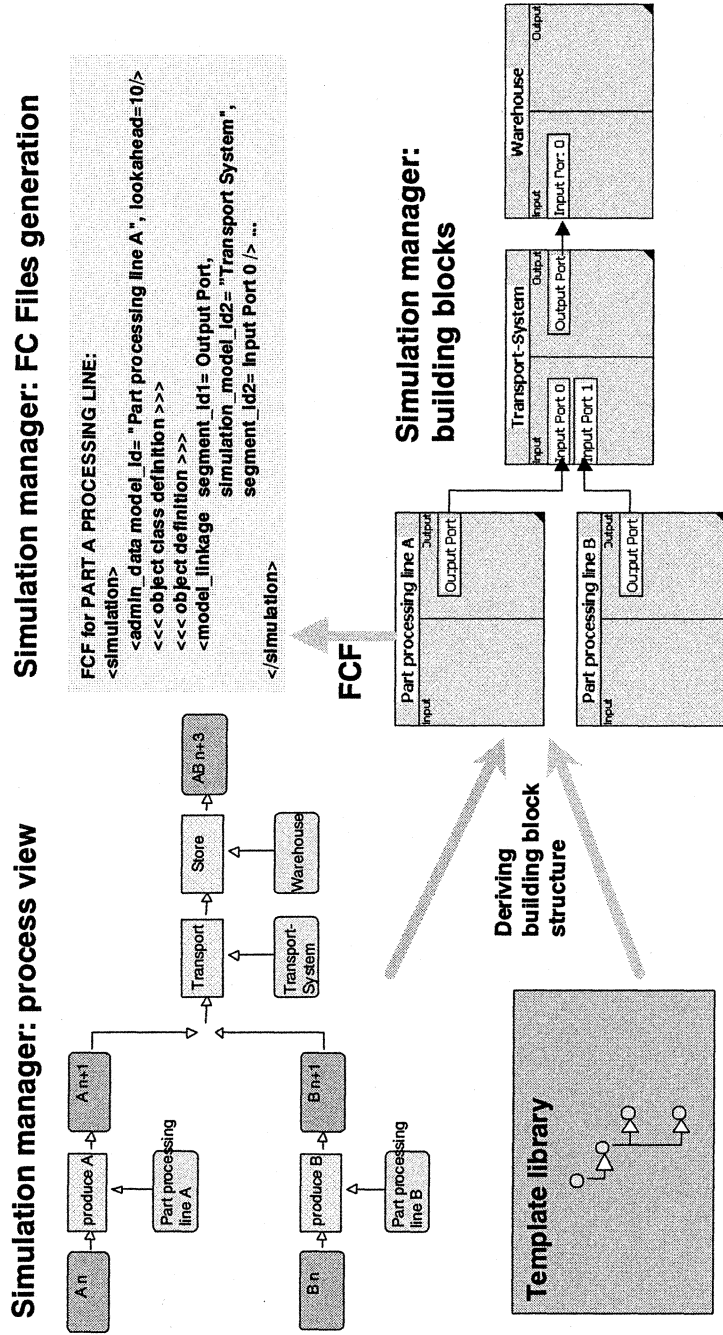 Simulation manager: process view
A n
produce A
A n+1
Part processing
line A
B n
produce B
B n+1
Part processing
line B
Transport
Transport-
System
Store
Warehouse
AB n+3
Template library
Deriving
building block
structure
Simulation manager: FC Files generation
FCF for PART A PROCESSING LINE:
<simulation>
<admin_data model_id= "Part processing line A", lookahead=10/>
<<< object class definition >>>
<<< object definition >>>
<model_linkage segment_id1= Output Port,
simulation_model_id2= "Transport System",
segment_id2= Input Port 0 /> ...
</simulation>
FCF
Simulation manager:
building blocks
Part processing line A
Input
Output
Output Port
Part processing line B
Input
Output
Output Port
Transport-System
Input
Output
Input Port 0
Input Port 1
Output Port
Warehouse
Input
Output
Input Port 0